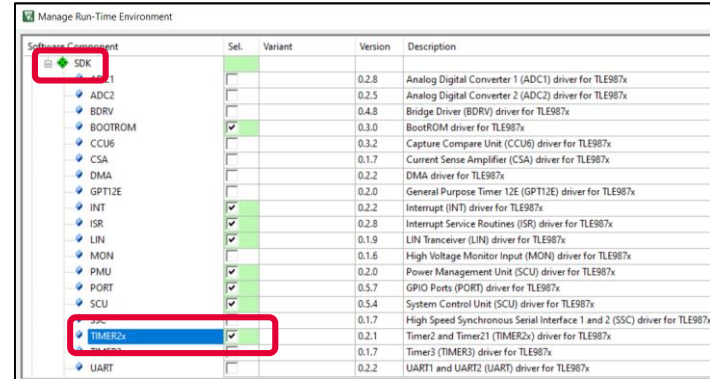 Manage Run-Time Environment
Software Component Sel. Variant Version Description
SDK
ADC1 0.2.8 Analog Digital Converter 1 (ADC1) driver for TLE987x
ADC2 0.2.5 Analog Digital Converter 2 (ADC2) driver for TLE987x
BDRV 0.4.8 Bridge Driver (BDRV) driver for TLE987x
BOOTROM 0.3.0 BootROM driver for TLE987x
CCU6 0.3.2 Capture Compare Unit (CCU6) driver for TLE987x
CSA 0.1.7 Current Sense Amplifier (CSA) driver for TLE987x
DMA 0.2.2 DMA driver for TLE987x
GPT12E 0.2.0 General Purpose Timer 12E (GPT12E) driver for TLE987x
INT 0.2.2 Interrupt (INT) driver for TLE987x
ISR 0.2.8 Interrupt Service Routines (ISR) driver for TLE987x
LIN 0.1.9 LIN Tranceiver (LIN) driver for TLE987x
MON 0.1.6 High Voltage Monitor Input (MON) driver for TLE987x
PMU 0.2.0 Power Management Unit (SCU) driver for TLE987x
PORT 0.5.7 GPIO Ports (PORT) driver for TLE987x
SCU 0.5.4 System Control Unit (SCU) driver for TLE987x
SSC 0.1.7 High Speed Synchronous Serial Interface 1 and 2 (SSC) driver for TLE987x
TIMER2x 0.2.1 Timer2 and Timer21 (TIMER2x) driver for TLE987x
TIMER3 0.1.7 Timer3 (TIMER3) driver for TLE987x
UART 0.2.2 UART1 and UART2 (UART) driver for TLE987x